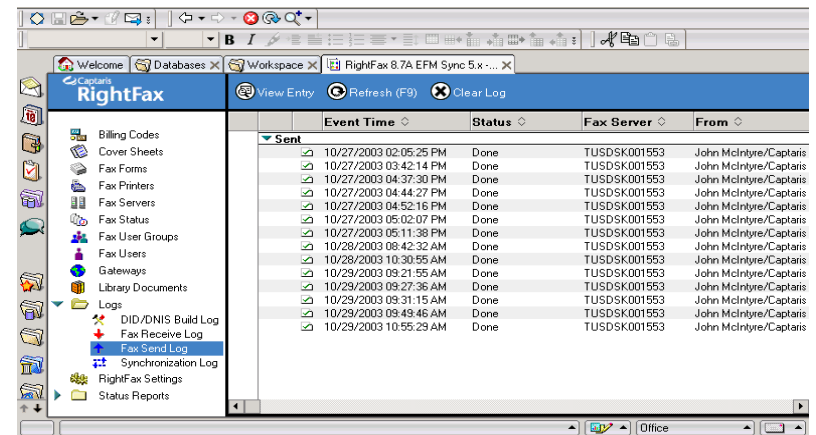 B I
Welcome Databases Workspace RightFax 8.7A EFM Sync 5.x -...
Captaris
RightFax
View Entry Refresh (F9) Clear Log
Billing Codes
Cover Sheets
Fax Forms
Fax Printers
Fax Servers
Fax Status
Fax User Groups
Fax Users
Gateways
Library Documents
Logs
DID/DNIS Build Log
Fax Receive Log
Fax Send Log
Synchronization Log
RightFax Settings
Status Reports
Event Time Status Fax Server From
Sent
10/27/2003 02:05:25 PM Done TUSDSK001553 John McIntyre/Captaris
10/27/2003 03:42:14 PM Done TUSDSK001553 John McIntyre/Captaris
10/27/2003 04:37:30 PM Done TUSDSK001553 John McIntyre/Captaris
10/27/2003 04:44:27 PM Done TUSDSK001553 John McIntyre/Captaris
10/27/2003 04:52:16 PM Done TUSDSK001553 John McIntyre/Captaris
10/27/2003 05:02:07 PM Done TUSDSK001553 John McIntyre/Captaris
10/27/2003 05:11:38 PM Done TUSDSK001553 John McIntyre/Captaris
10/28/2003 08:42:32 AM Done TUSDSK001553 John McIntyre/Captaris
10/28/2003 10:30:55 AM Done TUSDSK001553 John McIntyre/Captaris
10/29/2003 09:21:55 AM Done TUSDSK001553 John McIntyre/Captaris
10/29/2003 09:27:36 AM Done TUSDSK001553 John McIntyre/Captaris
10/29/2003 09:31:15 AM Done TUSDSK001553 John McIntyre/Captaris
10/29/2003 09:49:46 AM Done TUSDSK001553 John McIntyre/Captaris
10/29/2003 10:55:29 AM Done TUSDSK001553 John McIntyre/Captaris
Office